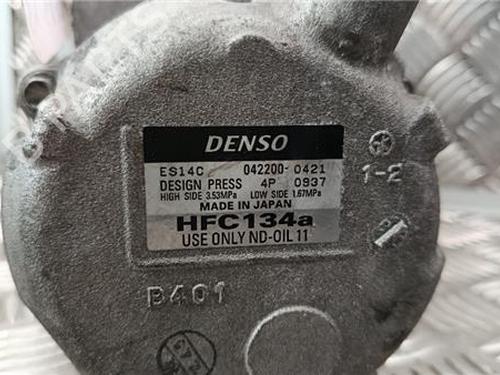 DENSO
ES14C 042200-0421
DESIGN PRESS 4P 0937
HIGH SIDE 3.53MPa LOW SIDE 1.67MPa
MADE IN JAPAN
HFC134a
USE ONLY ND-OIL 11
1-2
B401